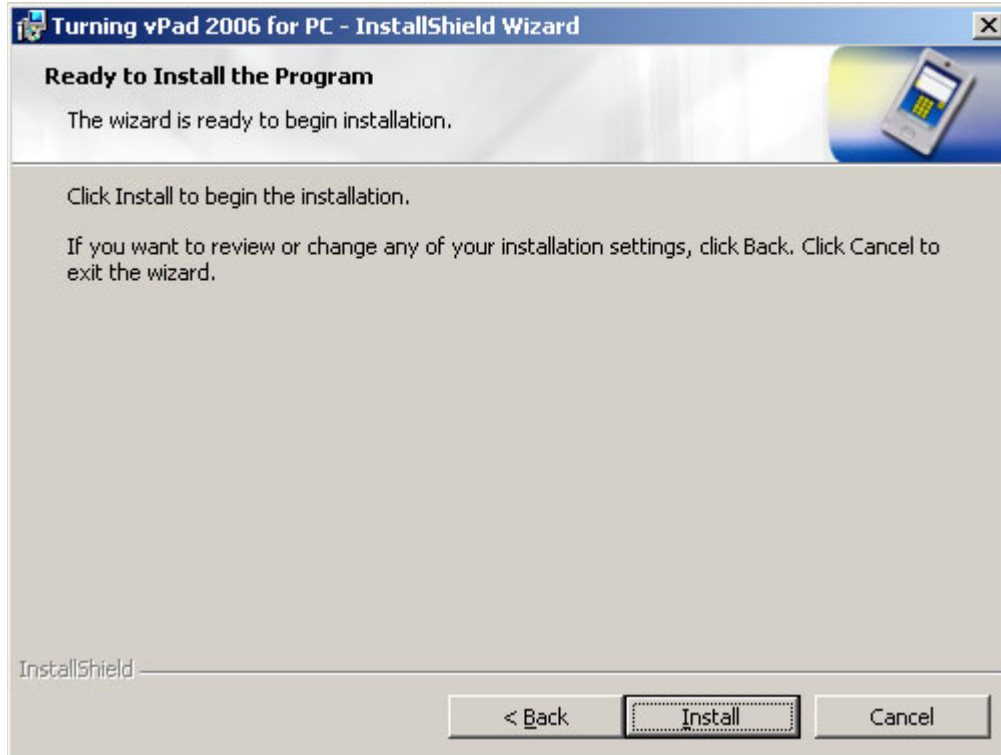 Turning vPad 2006 for PC - InstallShield Wizard
Ready to Install the Program
The wizard is ready to begin installation.
Click Install to begin the installation.
If you want to review or change any of your installation settings, click Back. Click Cancel to
exit the wizard.
InstallShield
< Back
Install
Cancel